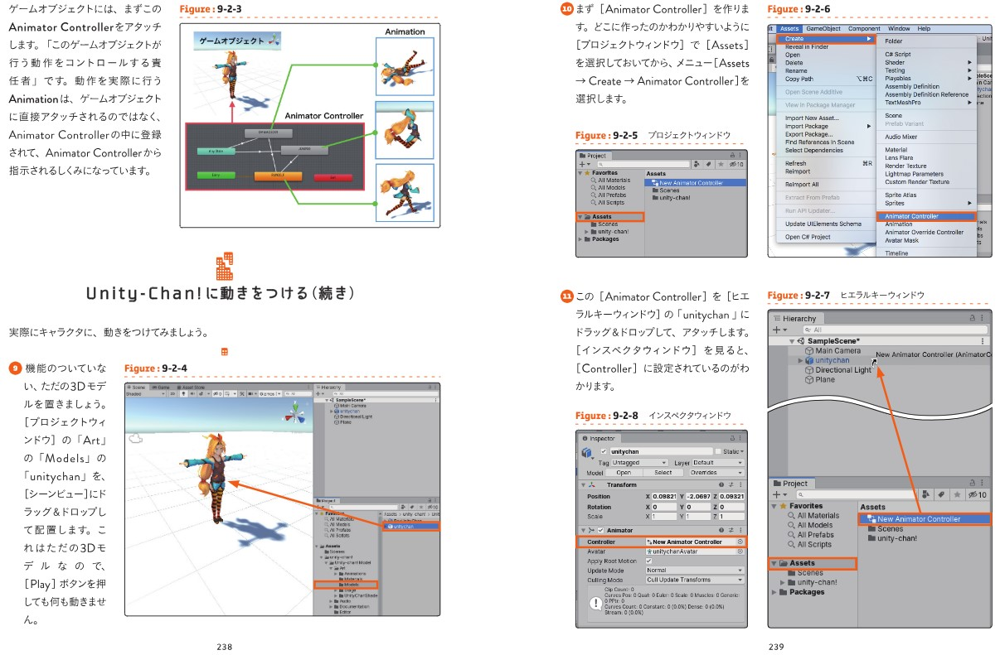 ゲームオブジェクトには、まずこの
Animator Controllerをアタッチ
します。「このゲームオブジェクトが
行う動作をコントロールする責
任者」です。動作を実際に行う
Animationは、ゲームオブジェクト
に直接アタッチされるのではなく、
Animator Controllerの中に登録
されて、Animator Controllerから
指示されるしくみになっています。
Figure : 9-2-3
ゲームオブジェクト
Animation
Animator Controller
Any State
Entry
Exit
Unity-Chan!に動きをつける(続き)
実際にキャラクタに、動きをつけてみましょう。
9 機能のついていな
い、ただの3Dモデ
ルを置きましょう。
[プロジェクトウィ
ンドウ]の「Art」
の「Models」の
「unitychan」を、
[シーンビュー]にド
ラッグ&ドロップし
て配置します。こ
れはただの3Dモ
デルなので、
[Play]ボタンを押
しても何も動きませ
ん。
Figure : 9-2-4
Scene Game Asset Store
Shaded
Gizmos
Hierarchy
All
SampleScene*
Main Camera
unitychan
Directional Light
Plane
Project
Favorites
All Materials
All Models
All Prefabs
All Scripts
Assets
Scenes
unity-chan!
Unity-chan! Model
Art
Animations
Materials
Models
Stage
UnityChanShade
Audio
Documentation
Editor
unitychan
238
10 まず[Animator Controller]を作りま
す。どこに作ったのかわかりやすいように
[プロジェクトウィンドウ]で[Assets]
を選択しておいてから、メニュー[Assets
→ Create → Animator Controller]を
選択します。
Figure : 9-2-5 プロジェクトウィンドウ
Project
10
Favorites
All Materials
All Models
All Prefabs
All Scripts
Assets
Scenes
unity-chan!
Packages
Assets
New Animator Controller
Scenes
unity-chan!
Figure : 9-2-6
it Assets GameObject Component Window Help
Create
Reveal in Finder
Open
Delete
Rename
Copy Path ⌥⌘C
Open Scene Additive
View in Package Manager
Import New Asset...
Import Package
Export Package...
Find References In Scene
Select Dependencies
Refresh ⌘R
Reimport
Reimport All
Extract From Prefab
Run API Updater...
Update UIElements Schema
Open C# Project
Folder
C# Script
Shader
Testing
Playables
Assembly Definition
Assembly Definition Reference
TextMeshPro
Scene
Prefab Variant
Audio Mixer
Material
Lens Flare
Render Texture
Lightmap Parameters
Custom Render Texture
Sprite Atlas
Sprites
Animator Controller
Animation
Animator Override Controller
Avatar Mask
Timeline
11 この[Animator Controller]を[ヒエ
ラルキーウィンドウ]の「unitychan」に
ドラッグ&ドロップして、アタッチします。
[インスペクタウィンドウ]を見ると、
[Controller]に設定されているのがわ
かります。
Figure : 9-2-8 インスペクタウィンドウ
Inspector
unitychan Static
Tag Untagged Layer Default
Model Open Select Overrides
Transform
Position X 0.09821 Y -2.0697 Z 0.09321
Rotation X 0 Y 0 Z 0
Scale X 1 Y 1 Z 1
Animator
Controller New Animator Controller
Avatar unitychanAvatar
Apply Root Motion
Update Mode Normal
Culling Mode Cull Update Transforms
Clip Count: 0
Curves Pos: 0 Quat: 0 Euler: 0 Scale: 0 Muscles: 0 Generic:
0 PPtr: 0
Curves Count: 0 Constant: 0 (0.0%) Dense: 0 (0.0%)
Stream: 0 (0.0%)
Figure : 9-2-7 ヒエラルキーウィンドウ
Hierarchy
All
SampleScene*
Main Camera
unitychan
Directional Light
Plane
New Animator Controller (AnimatorC
Project
10
Favorites
All Materials
All Models
All Prefabs
All Scripts
Assets
Scenes
unity-chan!
Packages
Assets
New Animator Controller
Scenes
unity-chan!
239